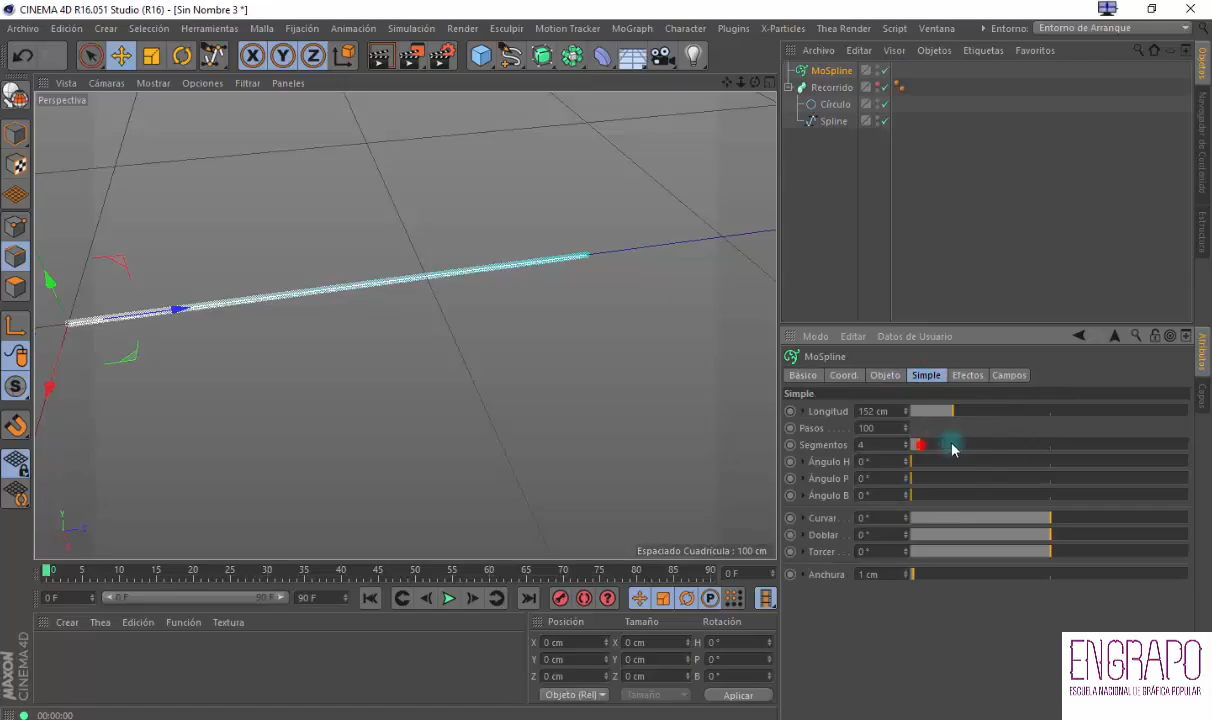 CINEMA 4D R16.051 Studio (R16) - [Sin Nombre 3 *]
Archivo Edición Crear Selección Herramientas Malla Fijación Animación Simulación Render Esculpir Motion Tracker MoGraph Character Plugins X-Particles Thea Render Script Ventana Entorno: Entorno de Arranque
Vista Cámaras Mostrar Opciones Filtrar Paneles
Perspectiva
Archivo Editar Visor Objetos Etiquetas Favoritos
MoSpline
Recorrido
Círculo
Spline
Objetos
Navegador de Contenido
Estructura
Modo Editar Datos de Usuario
MoSpline
Básico Coord. Objeto Simple Efectos Campos
Simple
Longitud 152 cm
Pasos . . . . . 100
Segmentos 4
Ángulo H 0 °
Ángulo P 0 °
Ángulo B 0 °
Curvar . . . 0 °
Doblar . . . 0 °
Torcer . . . 0 °
Anchura 1 cm
Atributos
Capas
Y
Z
X
Espaciado Cuadrícula : 100 cm
0 5 10 15 20 25 30 35 40 45 50 55 60 65 70 75 80 85 90 0 F
0 F 0 F 90 F 90 F
Crear Thea Edición Función Textura
Posición Tamaño Rotación
X 0 cm X 0 cm H 0 °
Y 0 cm Y 0 cm P 0 °
Z 0 cm Z 0 cm B 0 °
Objeto (Rel) Tamaño Aplicar
MAXON
CINEMA 4D
00:00:00
ENGRAPO
ESCUELA NACIONAL DE GRÁFICA POPULAR